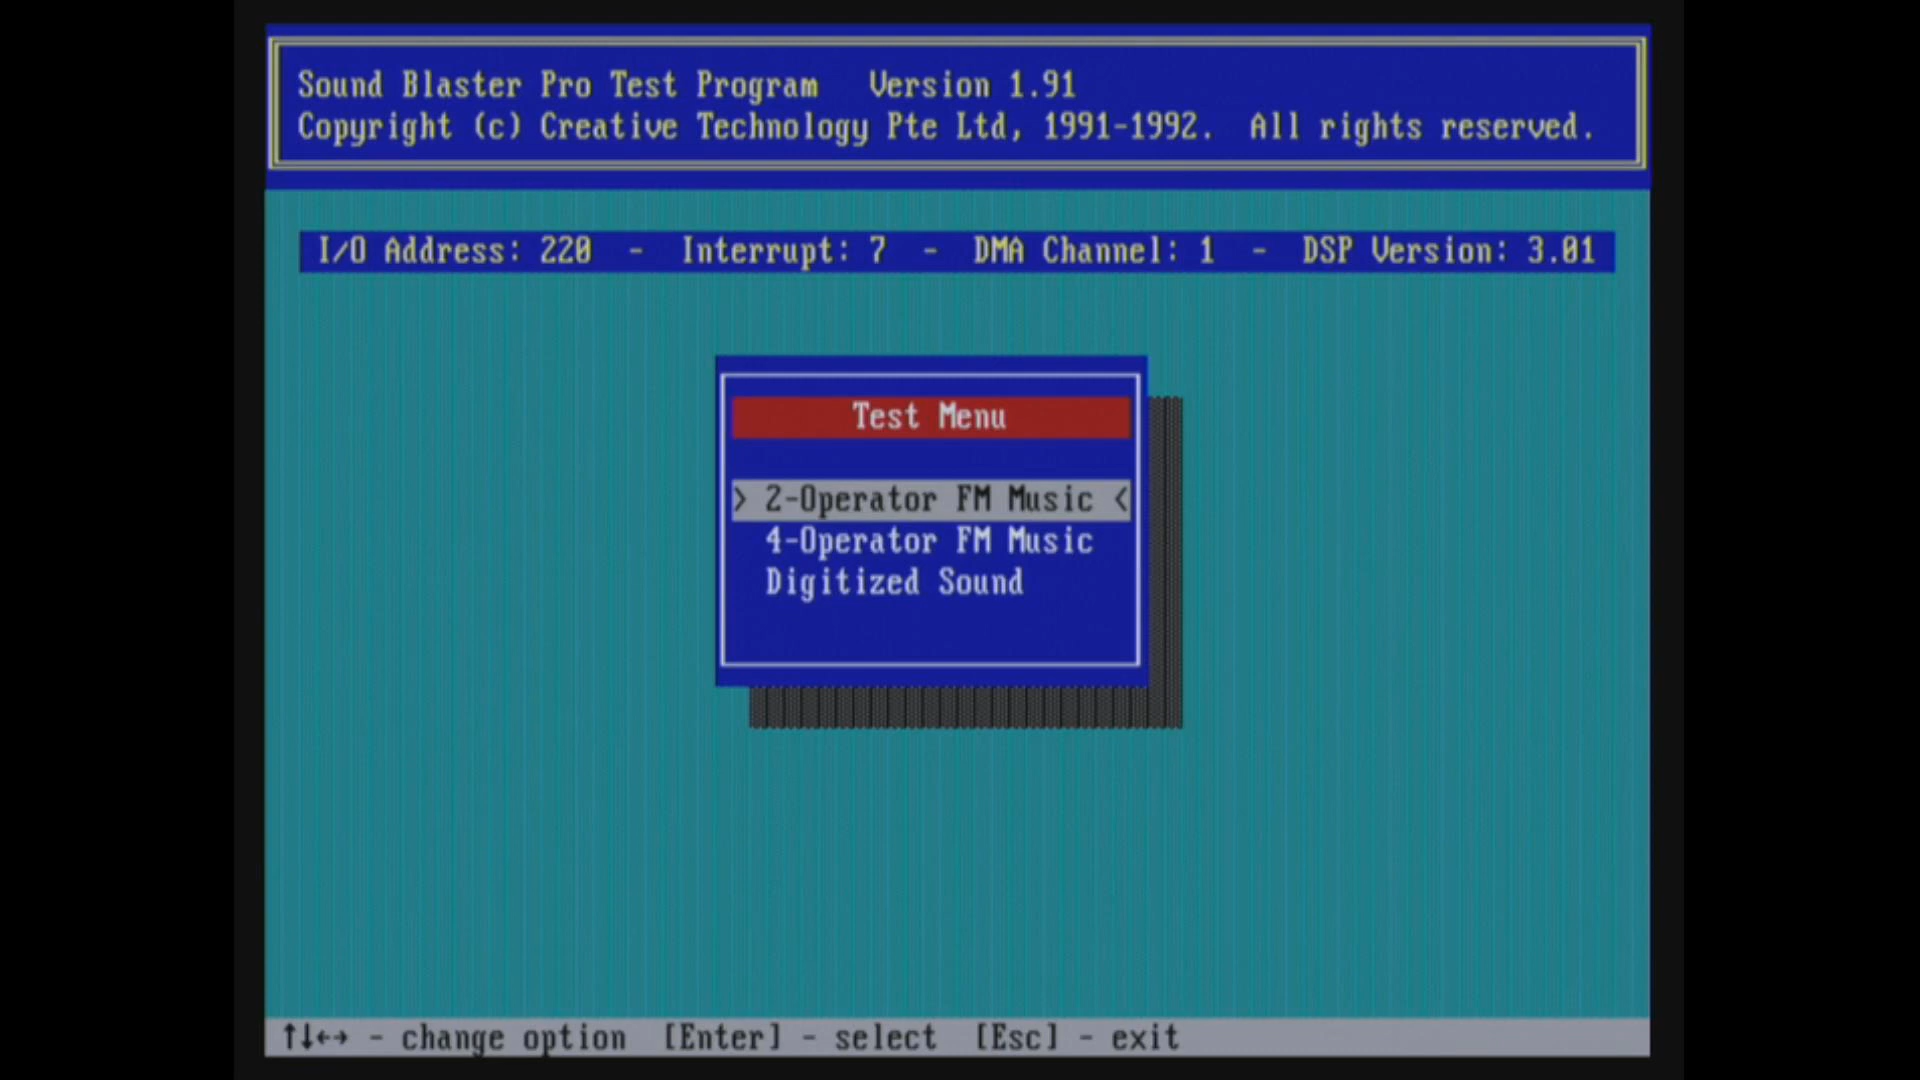 Sound Blaster Pro Test Program   Version 1.91
Copyright (c) Creative Technology Pte Ltd, 1991-1992.  All rights reserved.
I/O Address: 220  -  Interrupt: 7  -  DMA Channel: 1  -  DSP Version: 3.01
Test Menu
> 2-Operator FM Music <
4-Operator FM Music
Digitized Sound
↑↓←→ - change option  [Enter] - select  [Esc] - exit